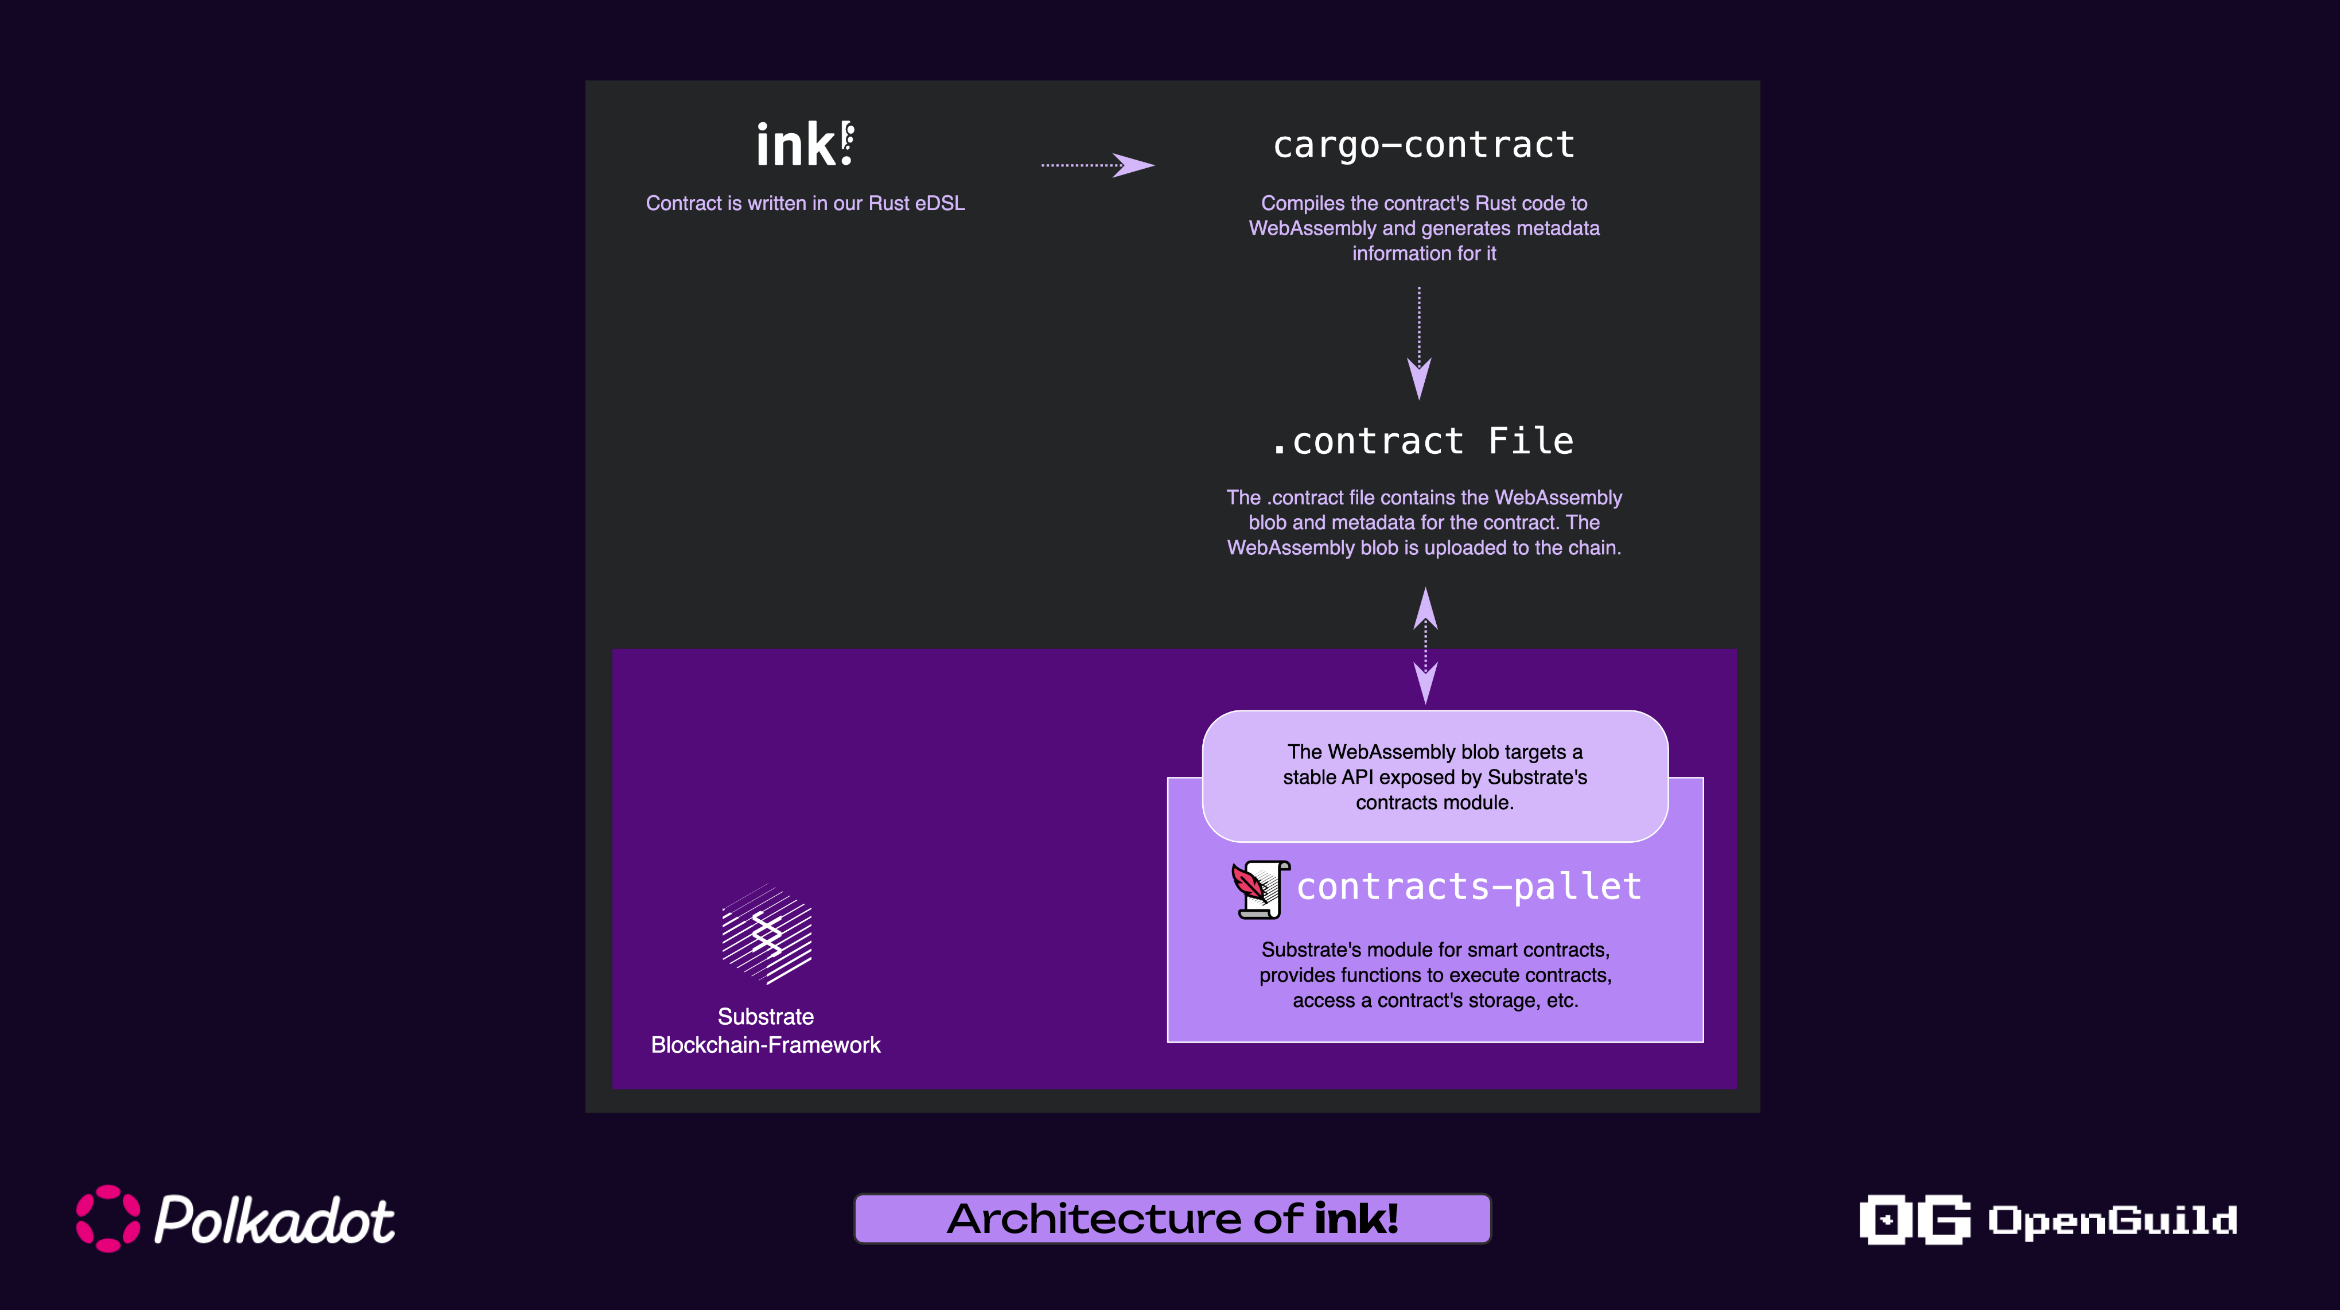 ink!
Contract is written in our Rust eDSL
cargo-contract
Compiles the contract's Rust code to
WebAssembly and generates metadata
information for it
.contract File
The .contract file contains the WebAssembly
blob and metadata for the contract. The
WebAssembly blob is uploaded to the chain.
The WebAssembly blob targets a
stable API exposed by Substrate's
contracts module.
contracts-pallet
Substrate's module for smart contracts,
provides functions to execute contracts,
access a contract's storage, etc.
Substrate
Blockchain-Framework
Polkadot
Architecture of ink!
OG OpenGuild